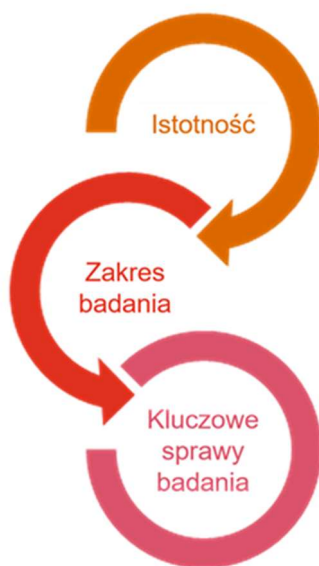 Istotność
Zakres
badania
Kluczowe
sprawy
badania